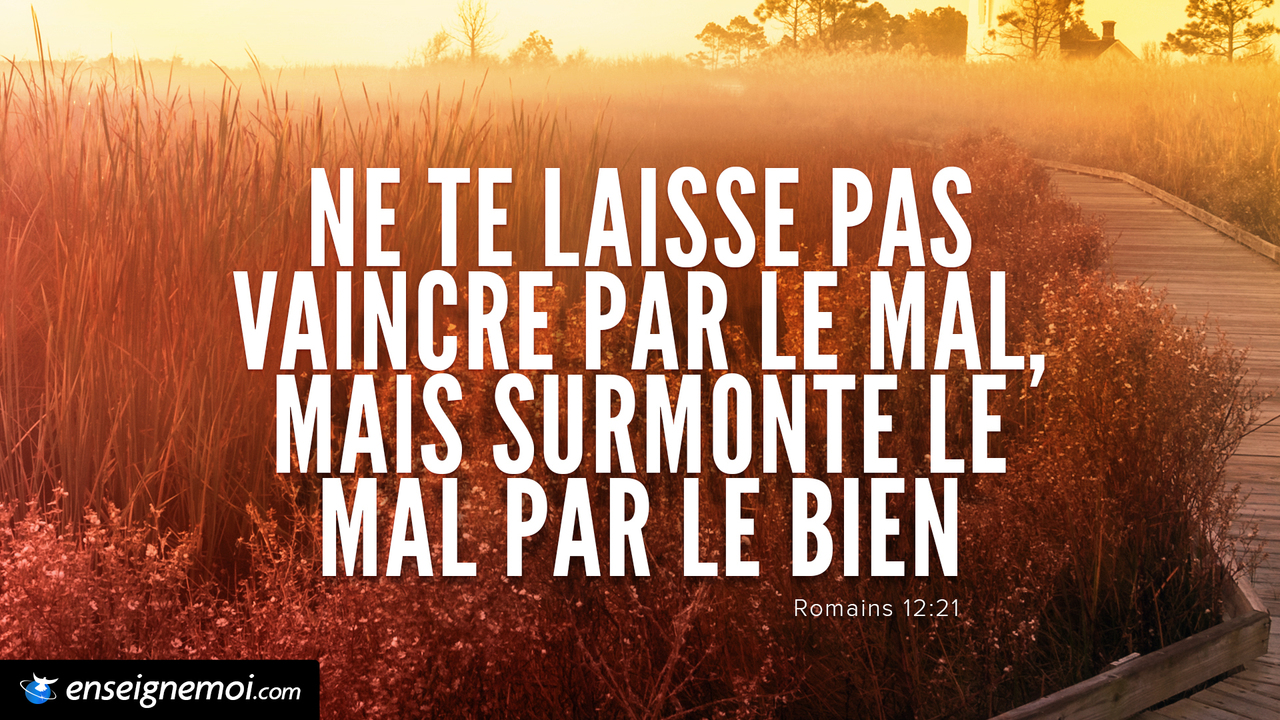 NE TE LAISSE PAS
VAINCRE PAR LE MAL,
MAIS SURMONTE LE
MAL PAR LE BIEN
Romains 12:21
enseignemoi.com